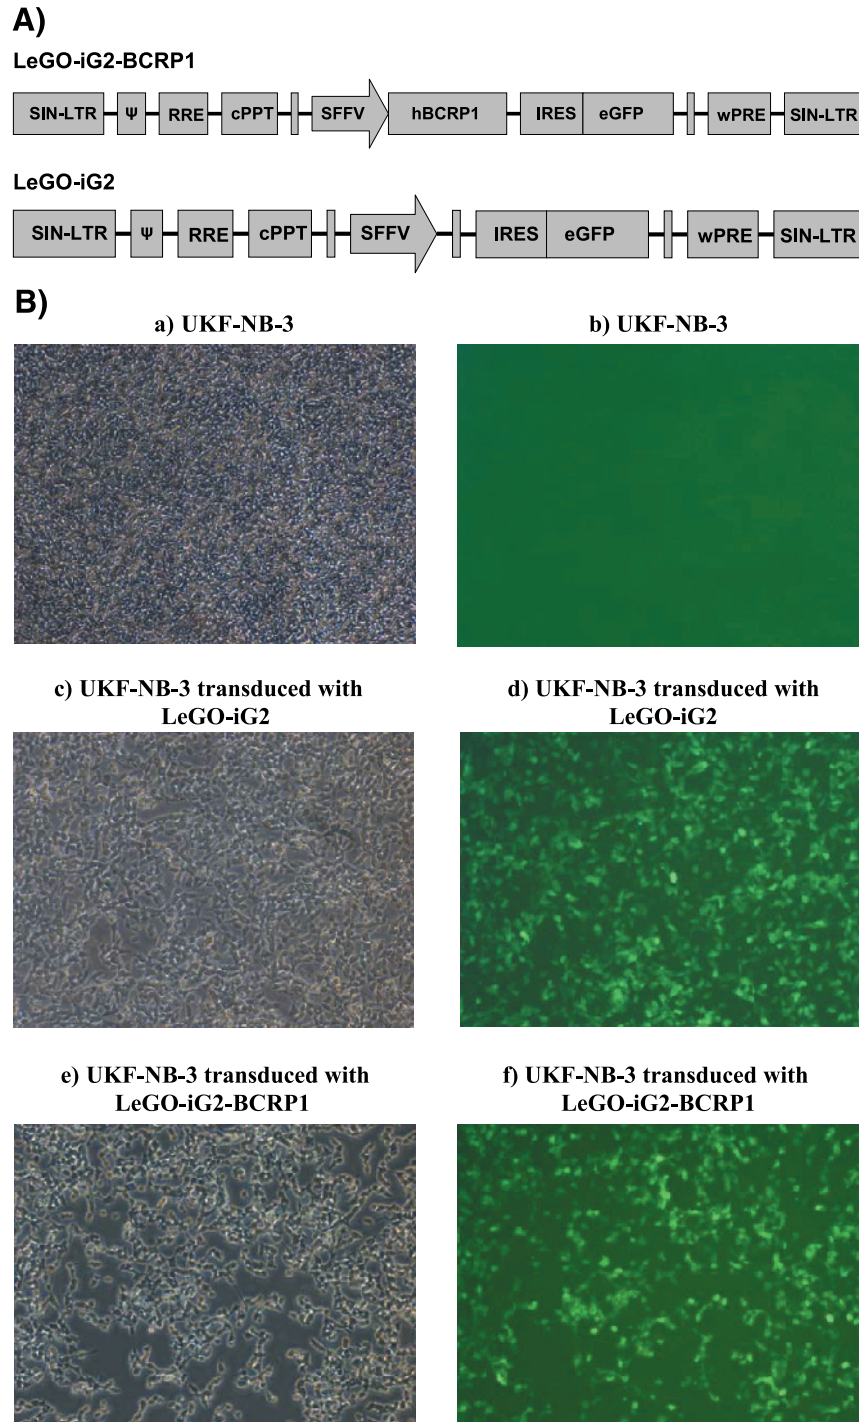 A)
LeGO-iG2-BCRP1
SIN-LTR Ψ RRE cPPT SFFV hBCRP1 IRES eGFP wPRE SIN-LTR
LeGO-iG2
SIN-LTR Ψ RRE cPPT SFFV IRES eGFP wPRE SIN-LTR
B)
a) UKF-NB-3
b) UKF-NB-3
c) UKF-NB-3 transduced with
LeGO-iG2
d) UKF-NB-3 transduced with
LeGO-iG2
e) UKF-NB-3 transduced with
LeGO-iG2-BCRP1
f) UKF-NB-3 transduced with
LeGO-iG2-BCRP1